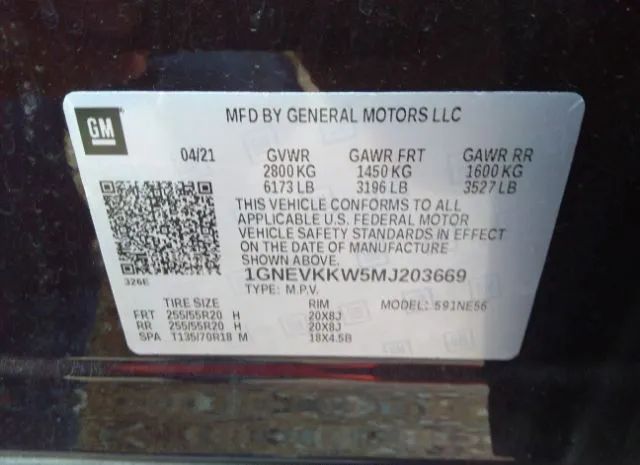 GM
MFD BY GENERAL MOTORS LLC
04/21 GVWR GAWR FRT GAWR RR
2800 KG 1450 KG 1600 KG
6173 LB 3196 LB 3527 LB
THIS VEHICLE CONFORMS TO ALL
APPLICABLE U.S. FEDERAL MOTOR
VEHICLE SAFETY STANDARDS IN EFFECT
ON THE DATE OF MANUFACTURE
SHOWN ABOVE.
326E
1GNEVKKW5MJ203669
TYPE: M.P.V.
TIRE SIZE RIM MODEL: 591NE56
FRT 255/55R20 H 20X8J
RR 255/55R20 H 20X8J
SPA T135/70R18 M 18X4.5B